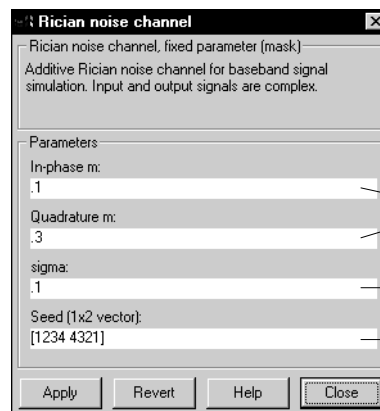 Rician noise channel
Rician noise channel, fixed parameter (mask)
Additive Rician noise channel for baseband signal
simulation. Input and output signals are complex.
Parameters
In-phase m:
.1
Quadrature m:
.3
sigma:
.1
Seed (1x2 vector):
[1234 4321]
Apply Revert Help Close